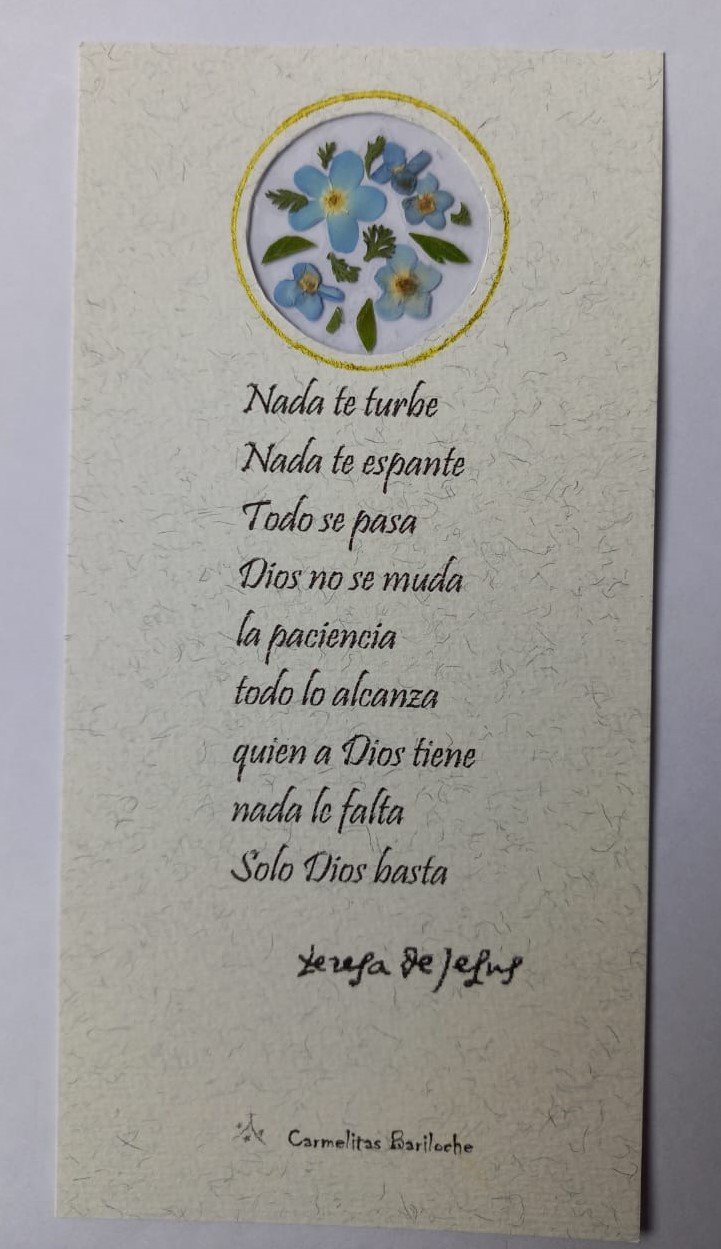 Nada te turbe
Nada te espante
Todo se pasa
Dios no se muda
la paciencia
todo lo alcanza
quien a Dios tiene
nada le falta
Solo Dios basta
teresa de Jesus
Carmelitas Bariloche